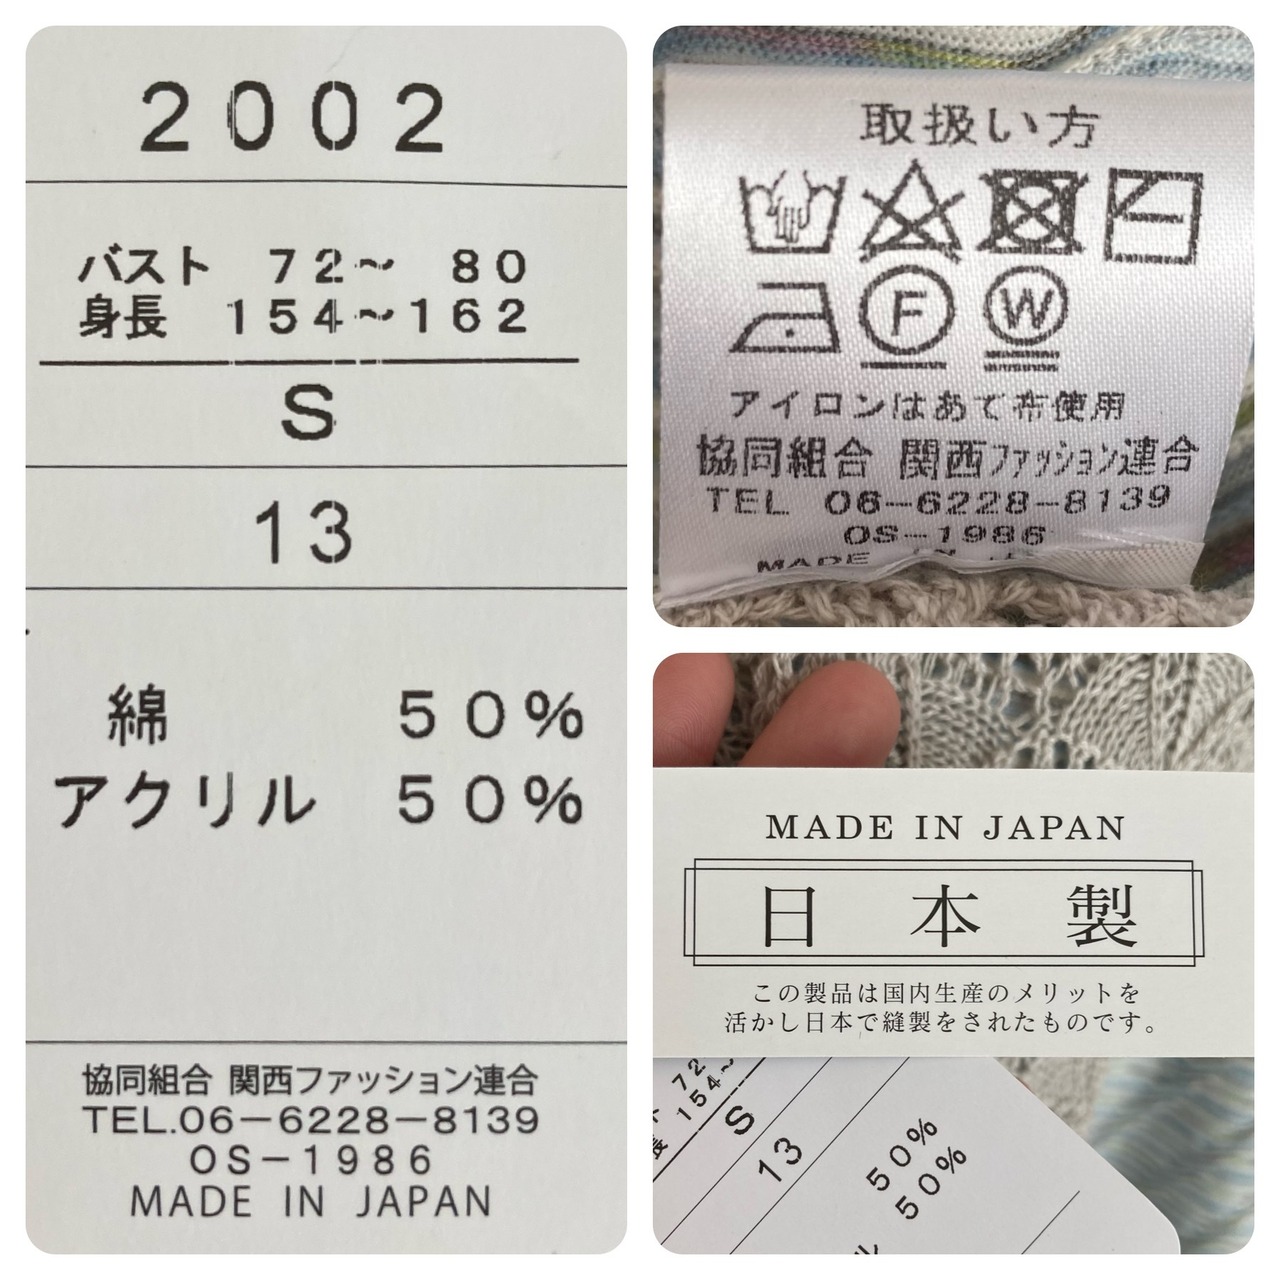 2002
バスト 72～ 80
身長 154～162
S
13
綿 50%
アクリル 50%
協同組合 関西ファッション連合
TEL.06-6228-8139
OS-1986
MADE IN JAPAN
取扱い方
F
W
アイロンはあて布使用
協同組合 関西ファッション連合
TEL 06-6228-8139
OS-1986
MADE IN
MADE IN JAPAN
日本製
この製品は国内生産のメリットを
活かし日本で縫製をされたものです。
72
154～
S
13
50%
50%
ル